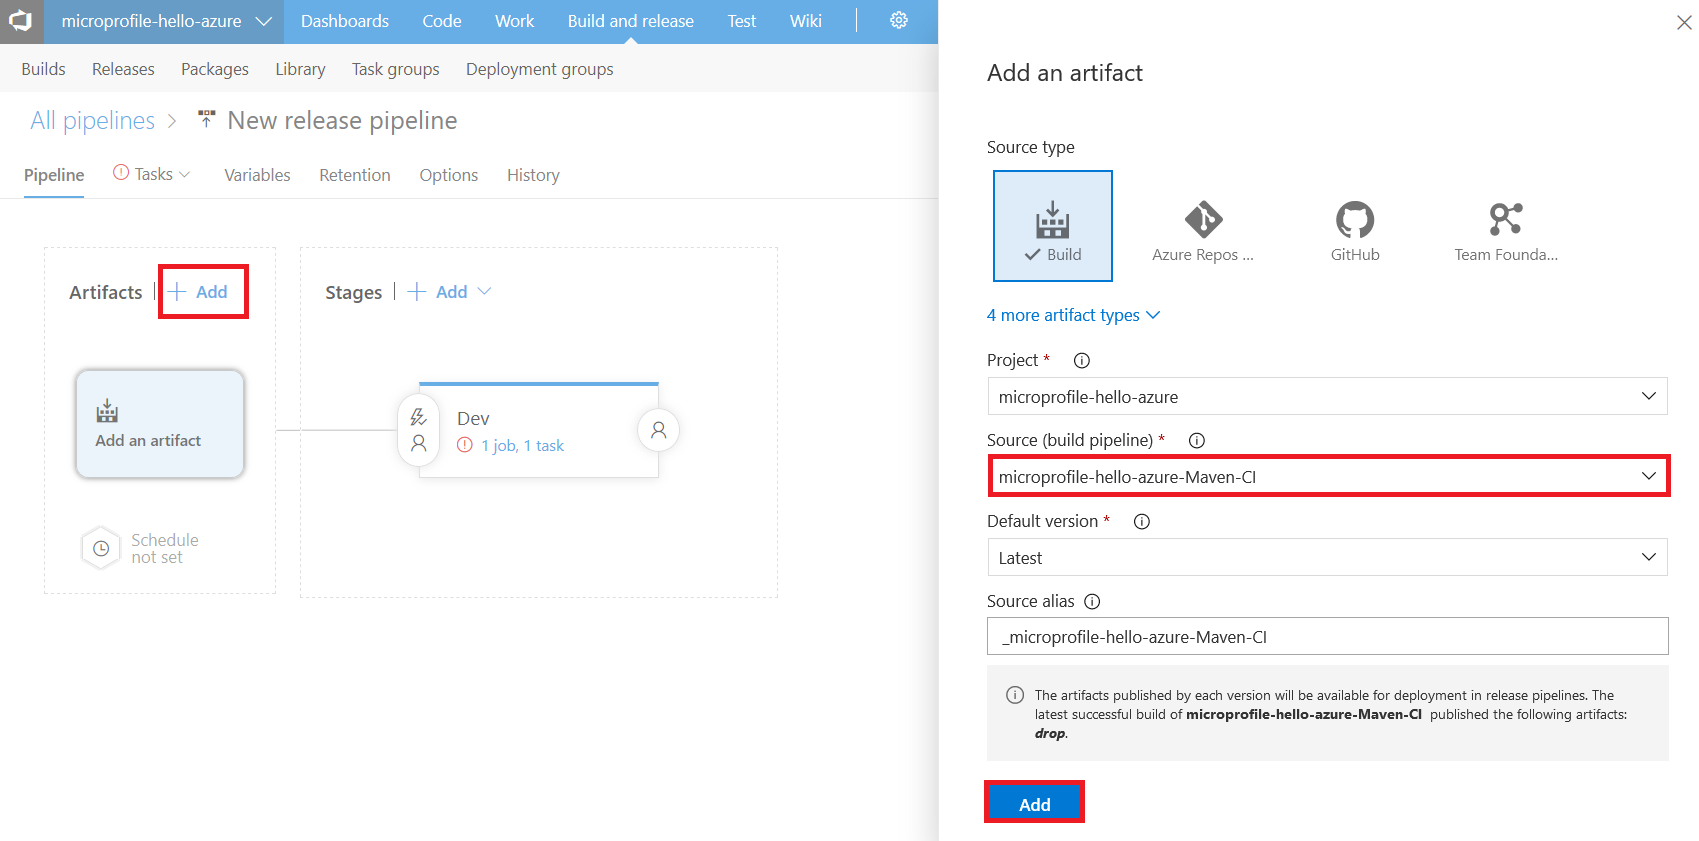 microprofile-hello-azure
Dashboards
Code
Work
Build and release
Test
Wiki
Builds
Releases
Packages
Library
Task groups
Deployment groups
All pipelines > New release pipeline
Pipeline
Tasks
Variables
Retention
Options
History
Artifacts | + Add
Add an artifact
Schedule
not set
Stages | + Add
Dev
1 job, 1 task
Add an artifact
Source type
Build
Azure Repos ...
GitHub
Team Founda...
4 more artifact types
Project *
microprofile-hello-azure
Source (build pipeline) *
microprofile-hello-azure-Maven-CI
Default version *
Latest
Source alias
_microprofile-hello-azure-Maven-CI
The artifacts published by each version will be available for deployment in release pipelines. The
latest successful build of microprofile-hello-azure-Maven-CI published the following artifacts:
drop.
Add